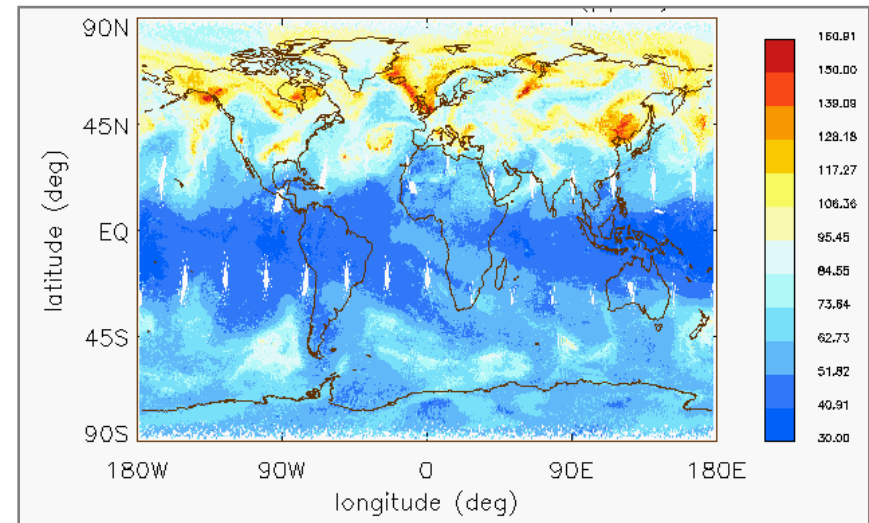 90N
45N
EQ
45S
90S
latitude (deg)
180W 90W 0 90E 180E
longitude (deg)
160.91
150.00
139.09
128.18
117.27
106.36
95.45
84.55
73.64
62.73
51.82
40.91
30.00